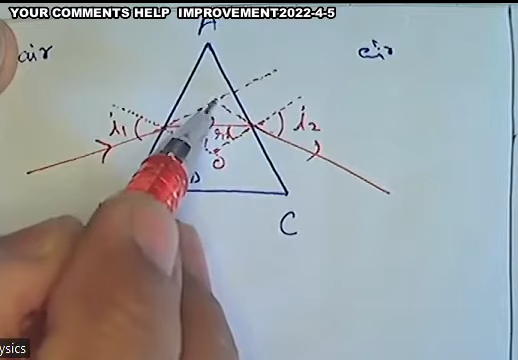 YOUR COMMENTS HELP IMPROVEMENT2022-4-5
A
air
air
i₁
i₂
C
ysics